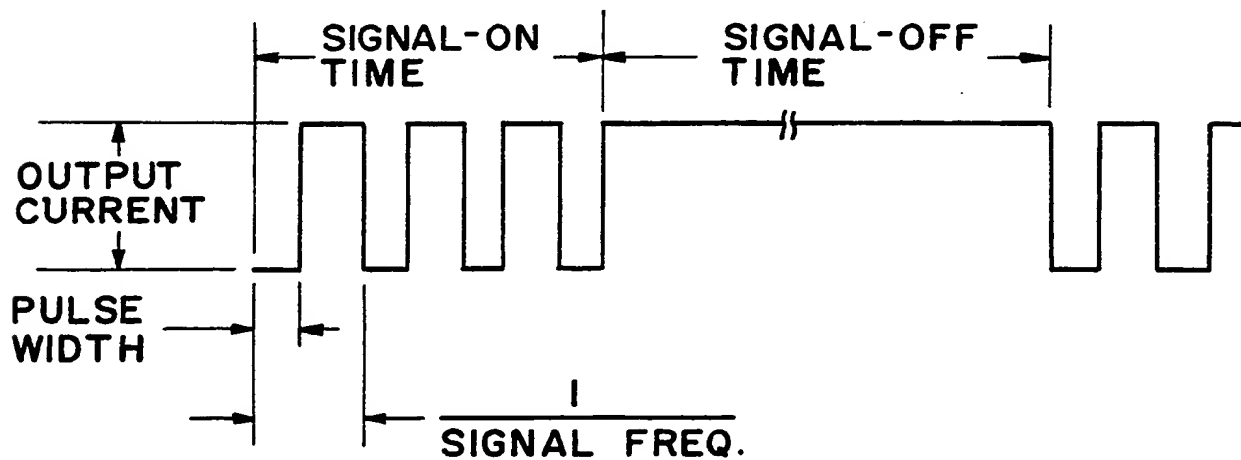 SIGNAL-ON
TIME
SIGNAL-OFF
TIME
OUTPUT
CURRENT
PULSE
WIDTH
1
SIGNAL FREQ.